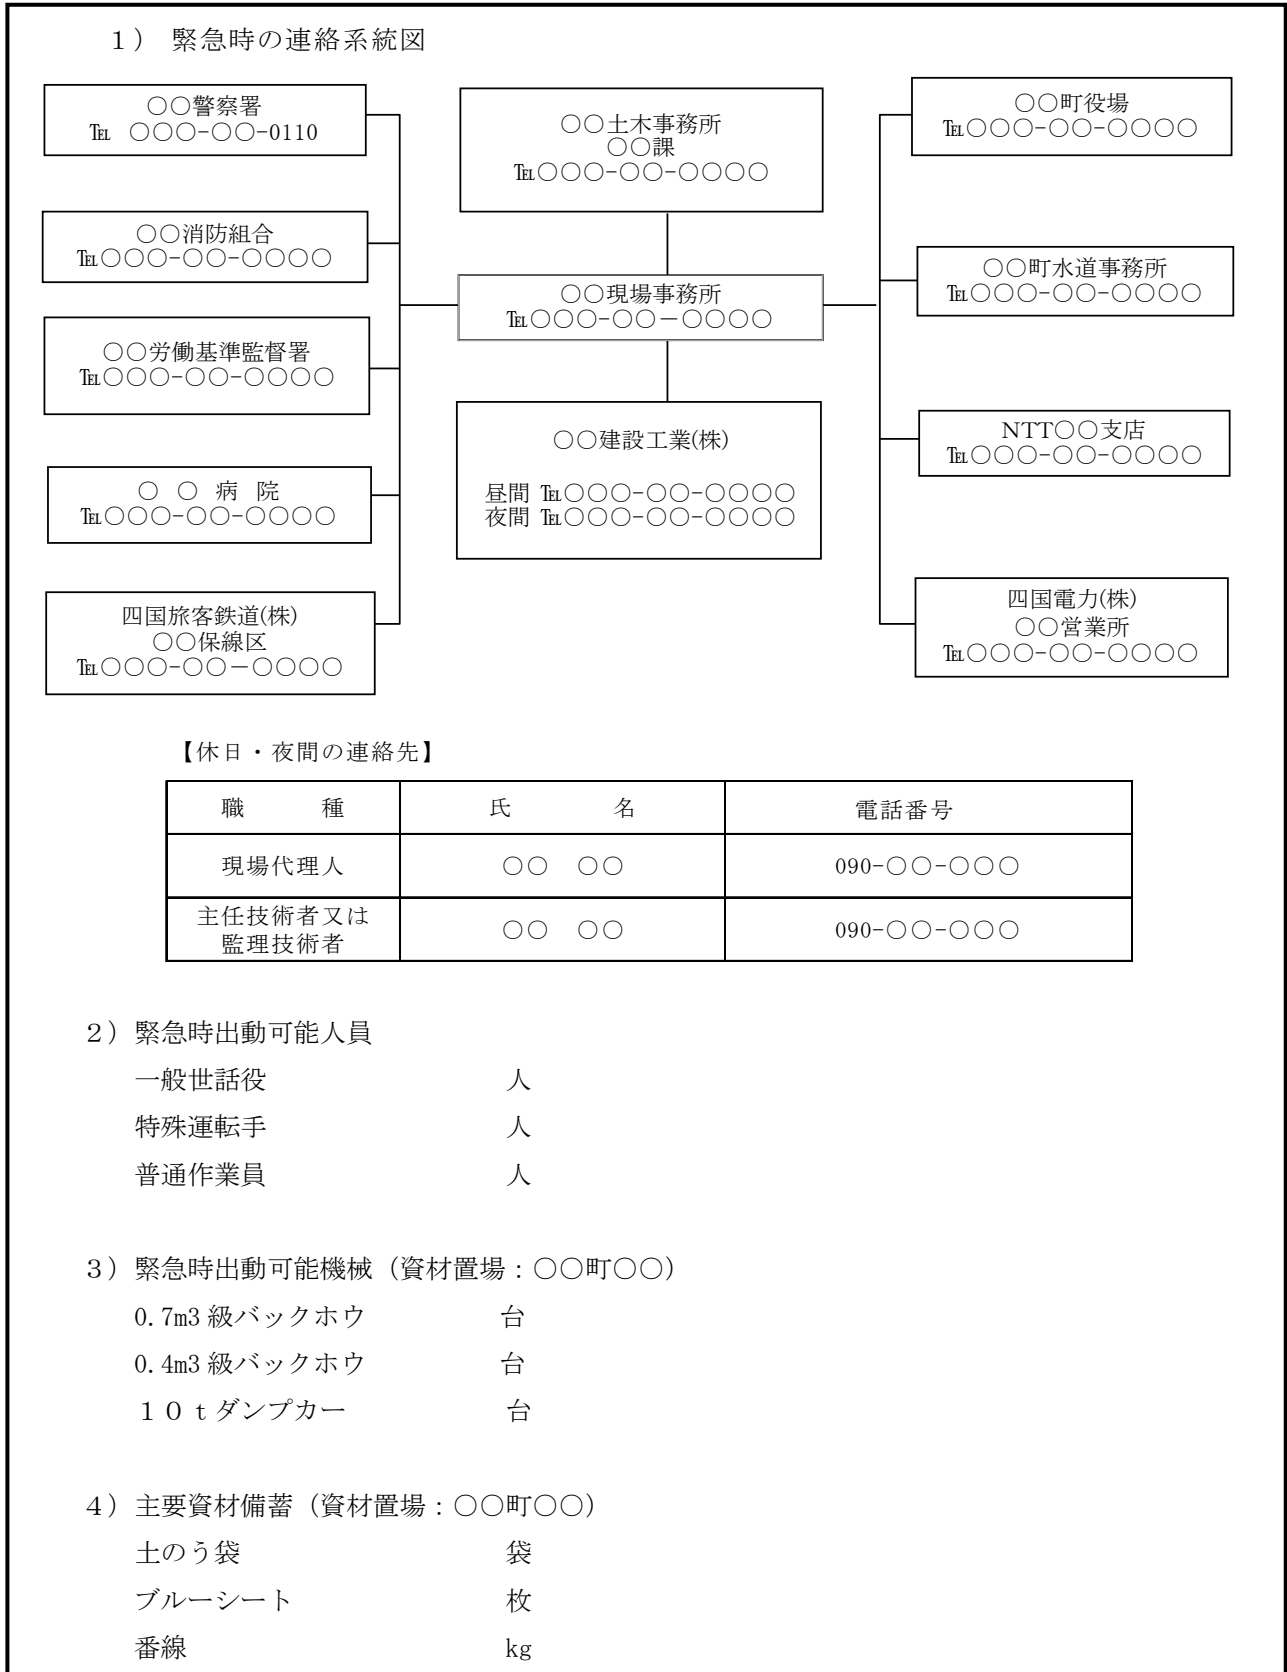 １） 緊急時の連絡系統図
○○警察署
℡ ○○○-○○-0110
○○消防組合
℡○○○-○○-○○○○
○○労働基準監督署
℡○○○-○○-○○○○
○ ○ 病 院
℡○○○-○○-○○○○
四国旅客鉄道(株)
○○保線区
℡○○○-○○－○○○○
○○土木事務所
○○課
℡○○○-○○-○○○○
○○現場事務所
℡○○○-○○－○○○○
○○建設工業(株)
昼間 ℡○○○-○○-○○○○
夜間 ℡○○○-○○-○○○○
○○町役場
℡○○○-○○-○○○○
○○町水道事務所
℡○○○-○○-○○○○
NTT○○支店
℡○○○-○○-○○○○
四国電力(株)
○○営業所
℡○○○-○○-○○○○
【休日・夜間の連絡先】
職　　種　氏　　名　電話番号
現場代理人　○○　○○　090-○○-○○○
主任技術者又は
監理技術者　○○　○○　090-○○-○○○
２）緊急時出動可能人員
一般世話役　人
特殊運転手　人
普通作業員　人
３）緊急時出動可能機械（資材置場：○○町○○）
0.7m3 級バックホウ　台
0.4m3 級バックホウ　台
１０ｔダンプカー　台
４）主要資材備蓄（資材置場：○○町○○）
土のう袋　袋
ブルーシート　枚
番線　kg